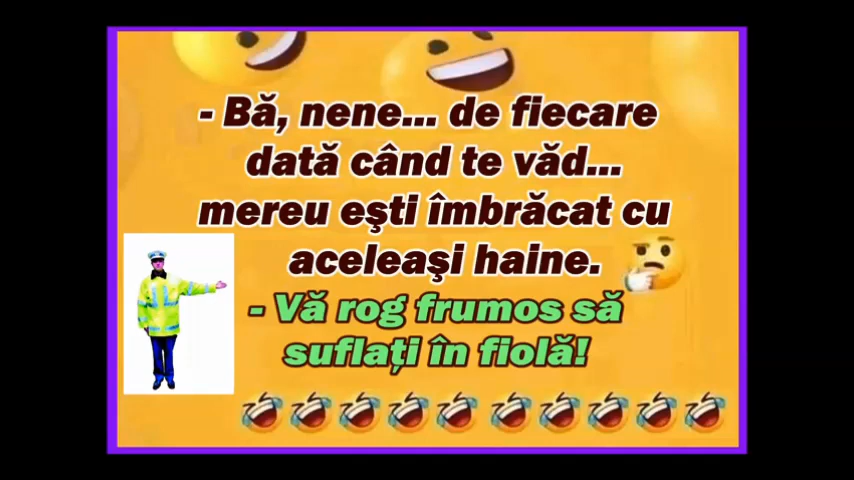 - Bă, nene... de fiecare
dată când te văd...
mereu eşti îmbrăcat cu
aceleaşi haine.
- Vă rog frumos să
suflați în fiolă!